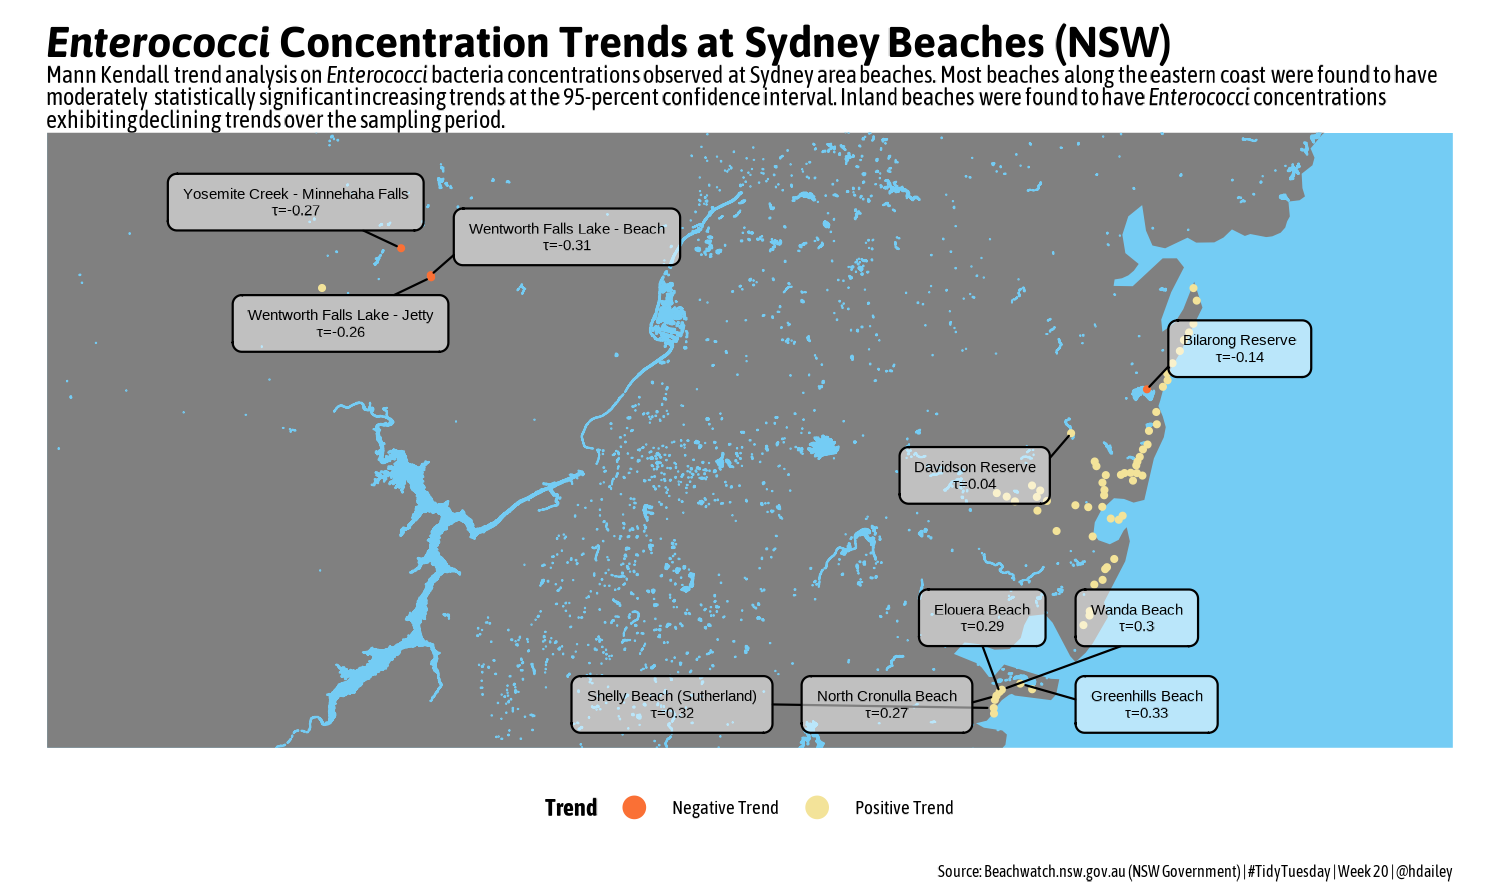 Enterococci Concentration Trends at Sydney Beaches (NSW)
Mann Kendall trend analysis on Enterococci bacteria concentrations observed at Sydney area beaches. Most beaches along the eastern coast were found to have
moderately statistically significant increasing trends at the 95-percent confidence interval. Inland beaches were found to have Enterococci concentrations
exhibiting declining trends over the sampling period.
Yosemite Creek - Minnehaha Falls
τ=-0.27
Wentworth Falls Lake - Beach
τ=-0.31
Wentworth Falls Lake - Jetty
τ=-0.26
Bilarong Reserve
τ=-0.14
Davidson Reserve
τ=0.04
Elouera Beach
τ=0.29
Wanda Beach
τ=0.3
Shelly Beach (Sutherland)
τ=0.32
North Cronulla Beach
τ=0.27
Greenhills Beach
τ=0.33
Trend
Negative Trend
Positive Trend
Source: Beachwatch.nsw.gov.au (NSW Government) | #TidyTuesday | Week 20 | @hdailey